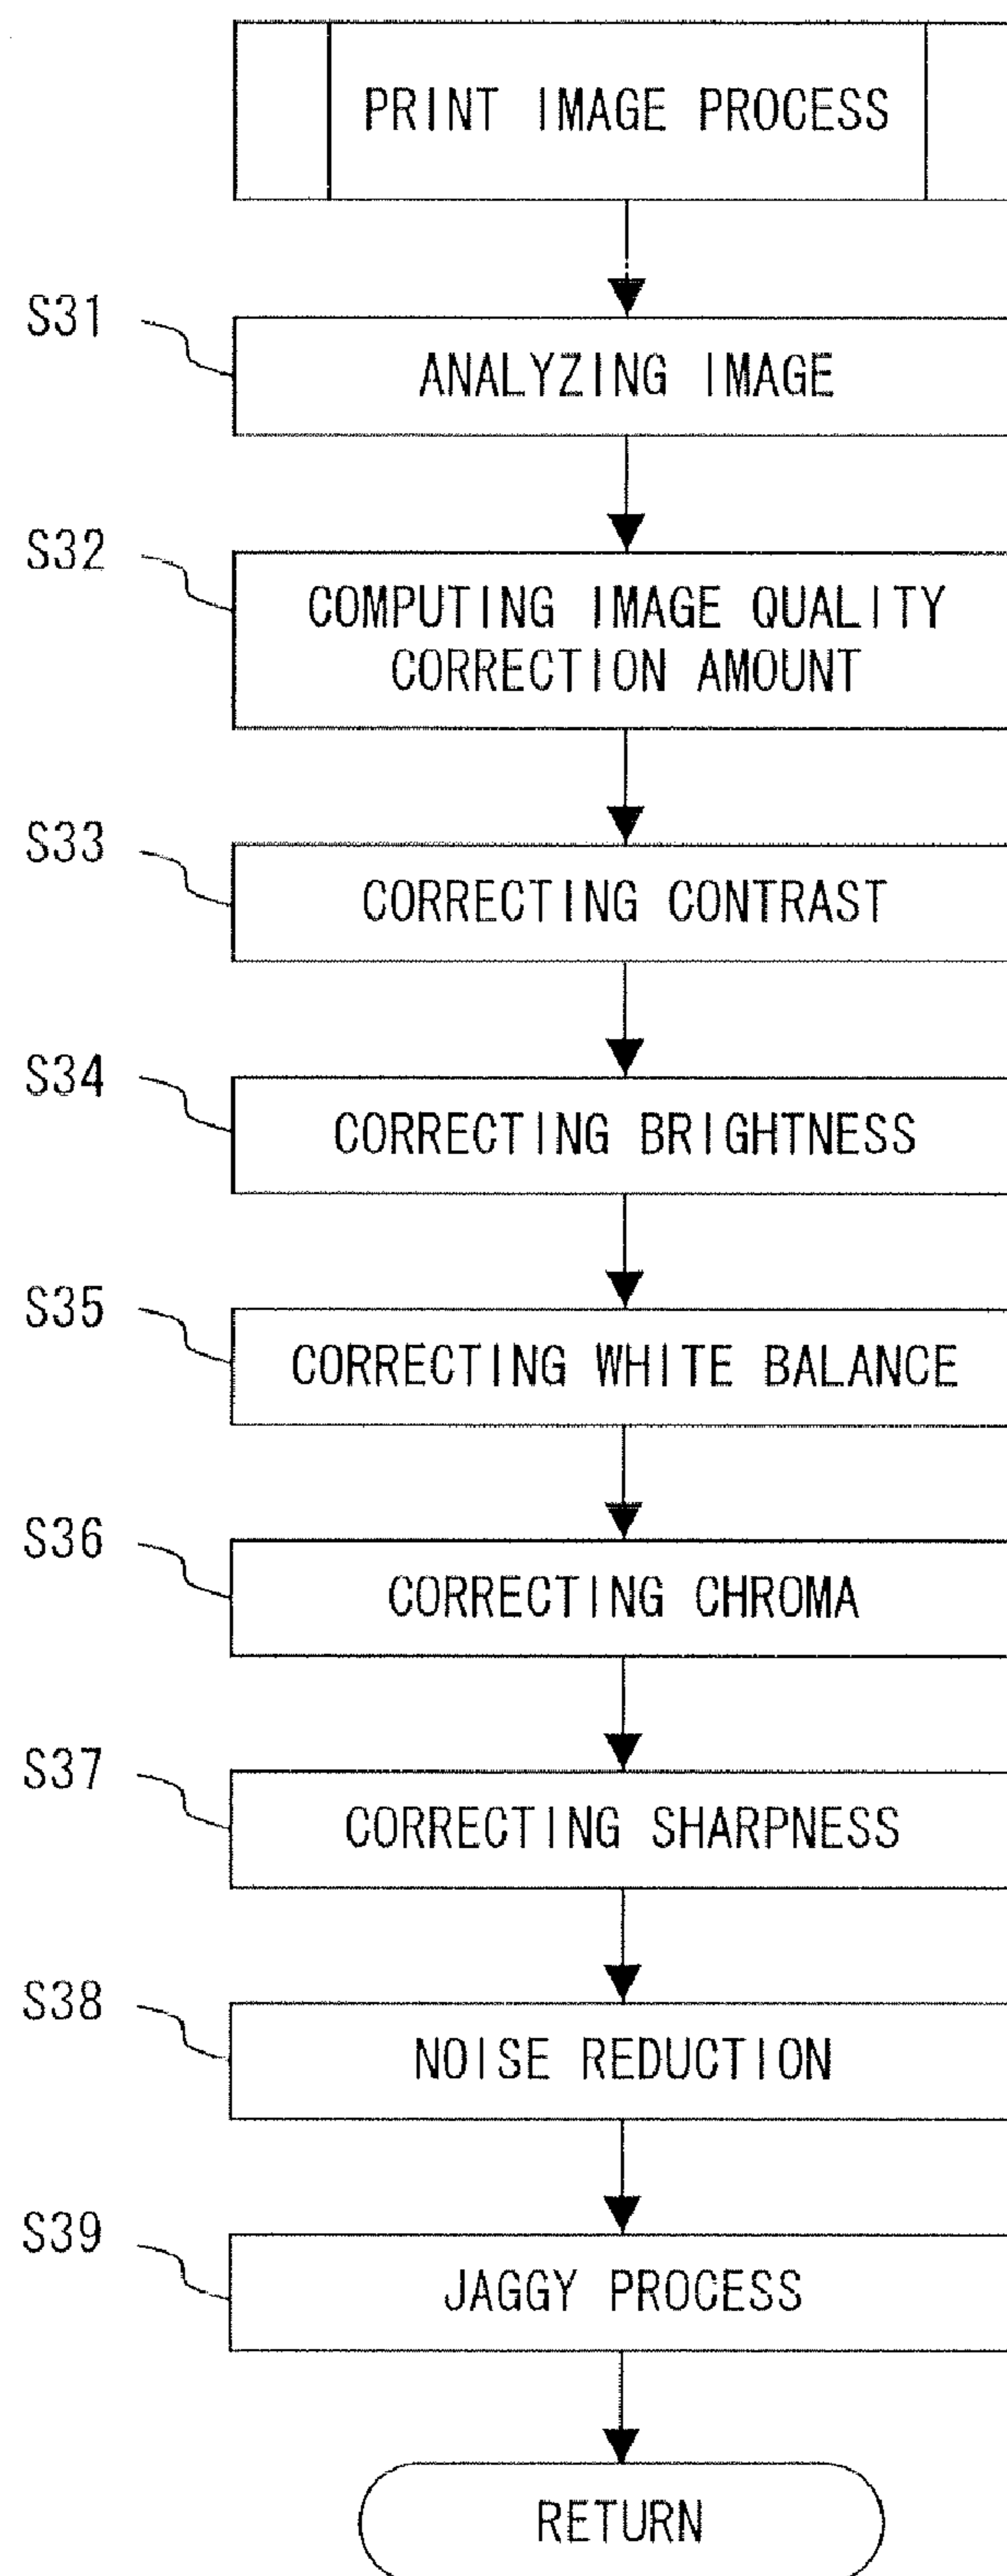 PRINT IMAGE PROCESS
S31
ANALYZING IMAGE
S32
COMPUTING IMAGE QUALITY
CORRECTION AMOUNT
S33
CORRECTING CONTRAST
S34
CORRECTING BRIGHTNESS
S35
CORRECTING WHITE BALANCE
S36
CORRECTING CHROMA
S37
CORRECTING SHARPNESS
S38
NOISE REDUCTION
S39
JAGGY PROCESS
RETURN